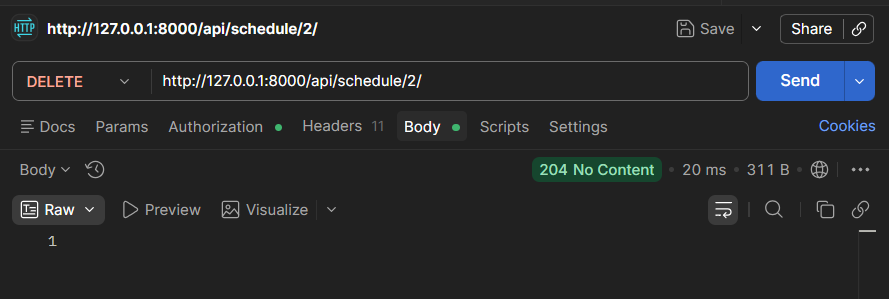 HTTP http://127.0.0.1:8000/api/schedule/2/ Save Share
DELETE http://127.0.0.1:8000/api/schedule/2/ Send
Docs Params Authorization Headers 11 Body Scripts Settings Cookies
Body 204 No Content 20 ms 311 B
Raw Preview Visualize
1